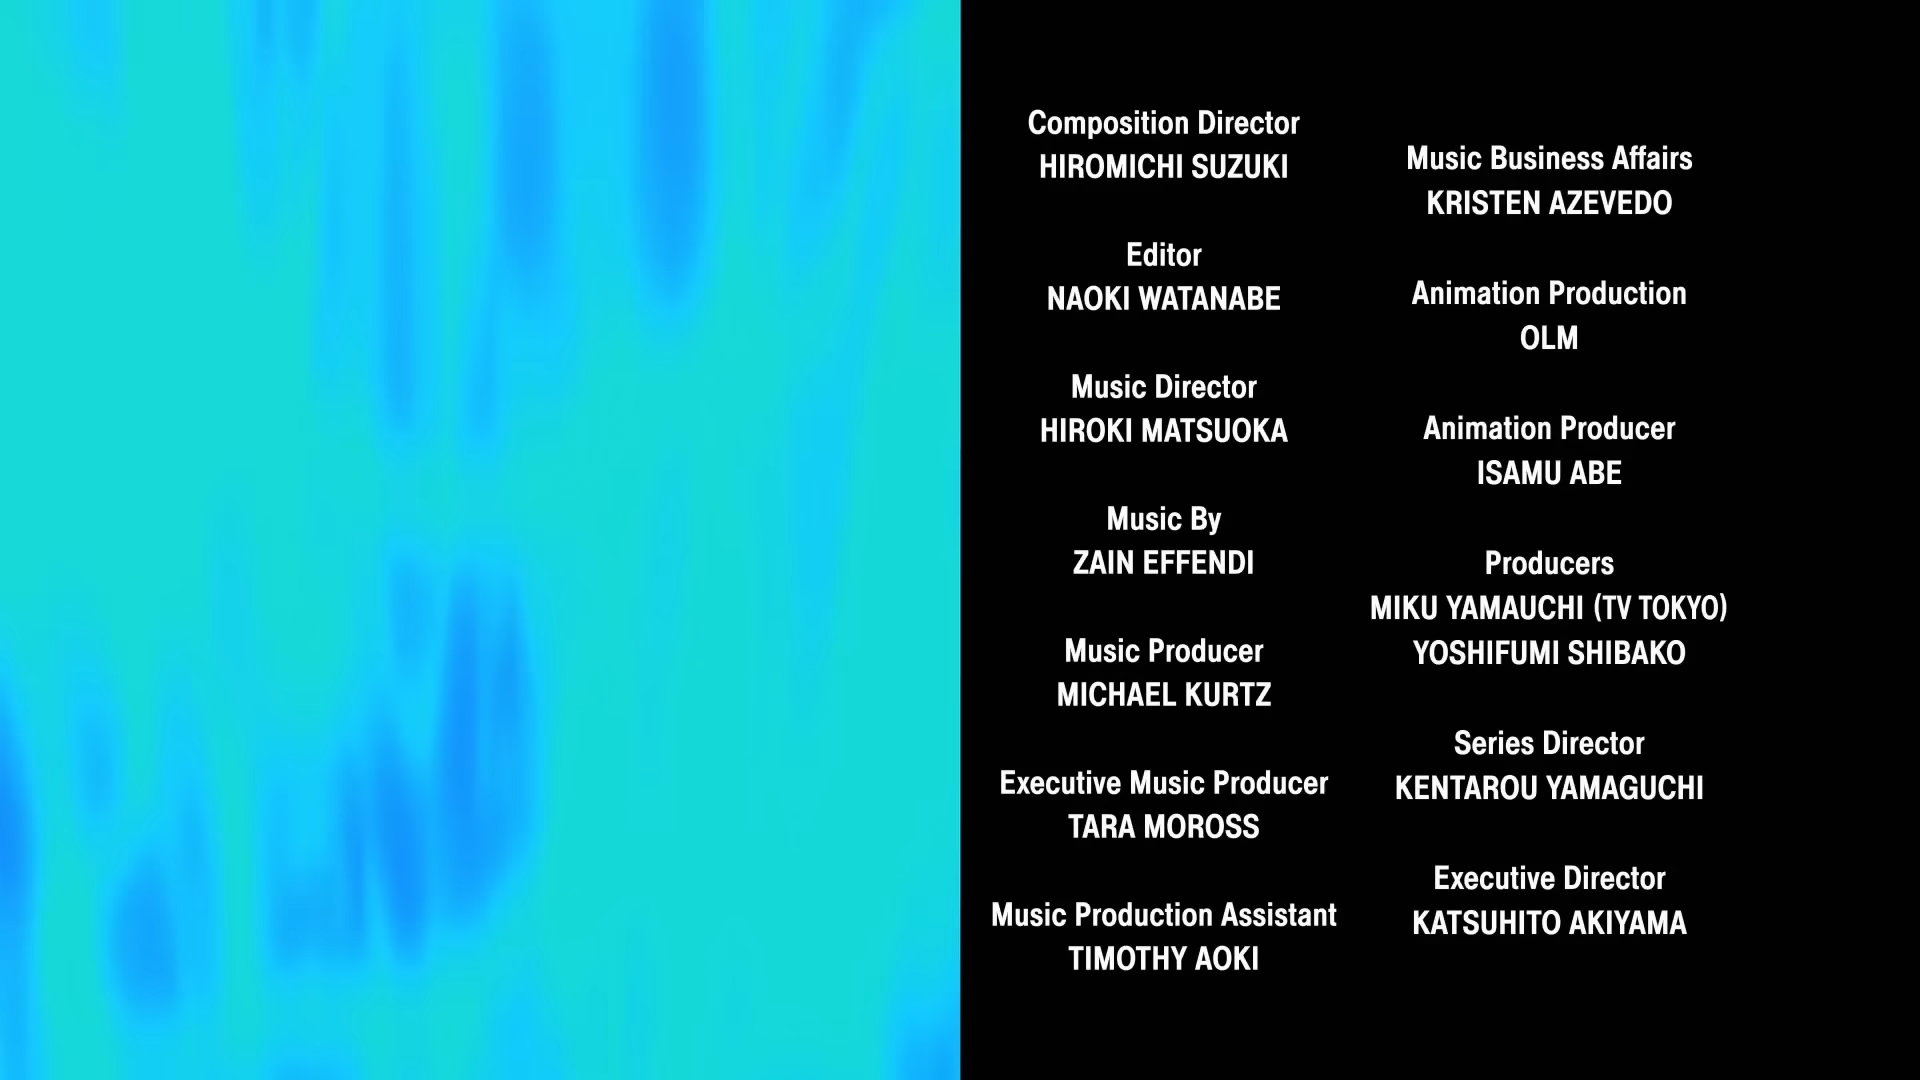 Composition Director
HIROMICHI SUZUKI
Editor
NAOKI WATANABE
Music Director
HIROKI MATSUOKA
Music By
ZAIN EFFENDI
Music Producer
MICHAEL KURTZ
Executive Music Producer
TARA MOROSS
Music Production Assistant
TIMOTHY AOKI
Music Business Affairs
KRISTEN AZEVEDO
Animation Production
OLM
Animation Producer
ISAMU ABE
Producers
MIKU YAMAUCHI (TV TOKYO)
YOSHIFUMI SHIBAKO
Series Director
KENTAROU YAMAGUCHI
Executive Director
KATSUHITO AKIYAMA